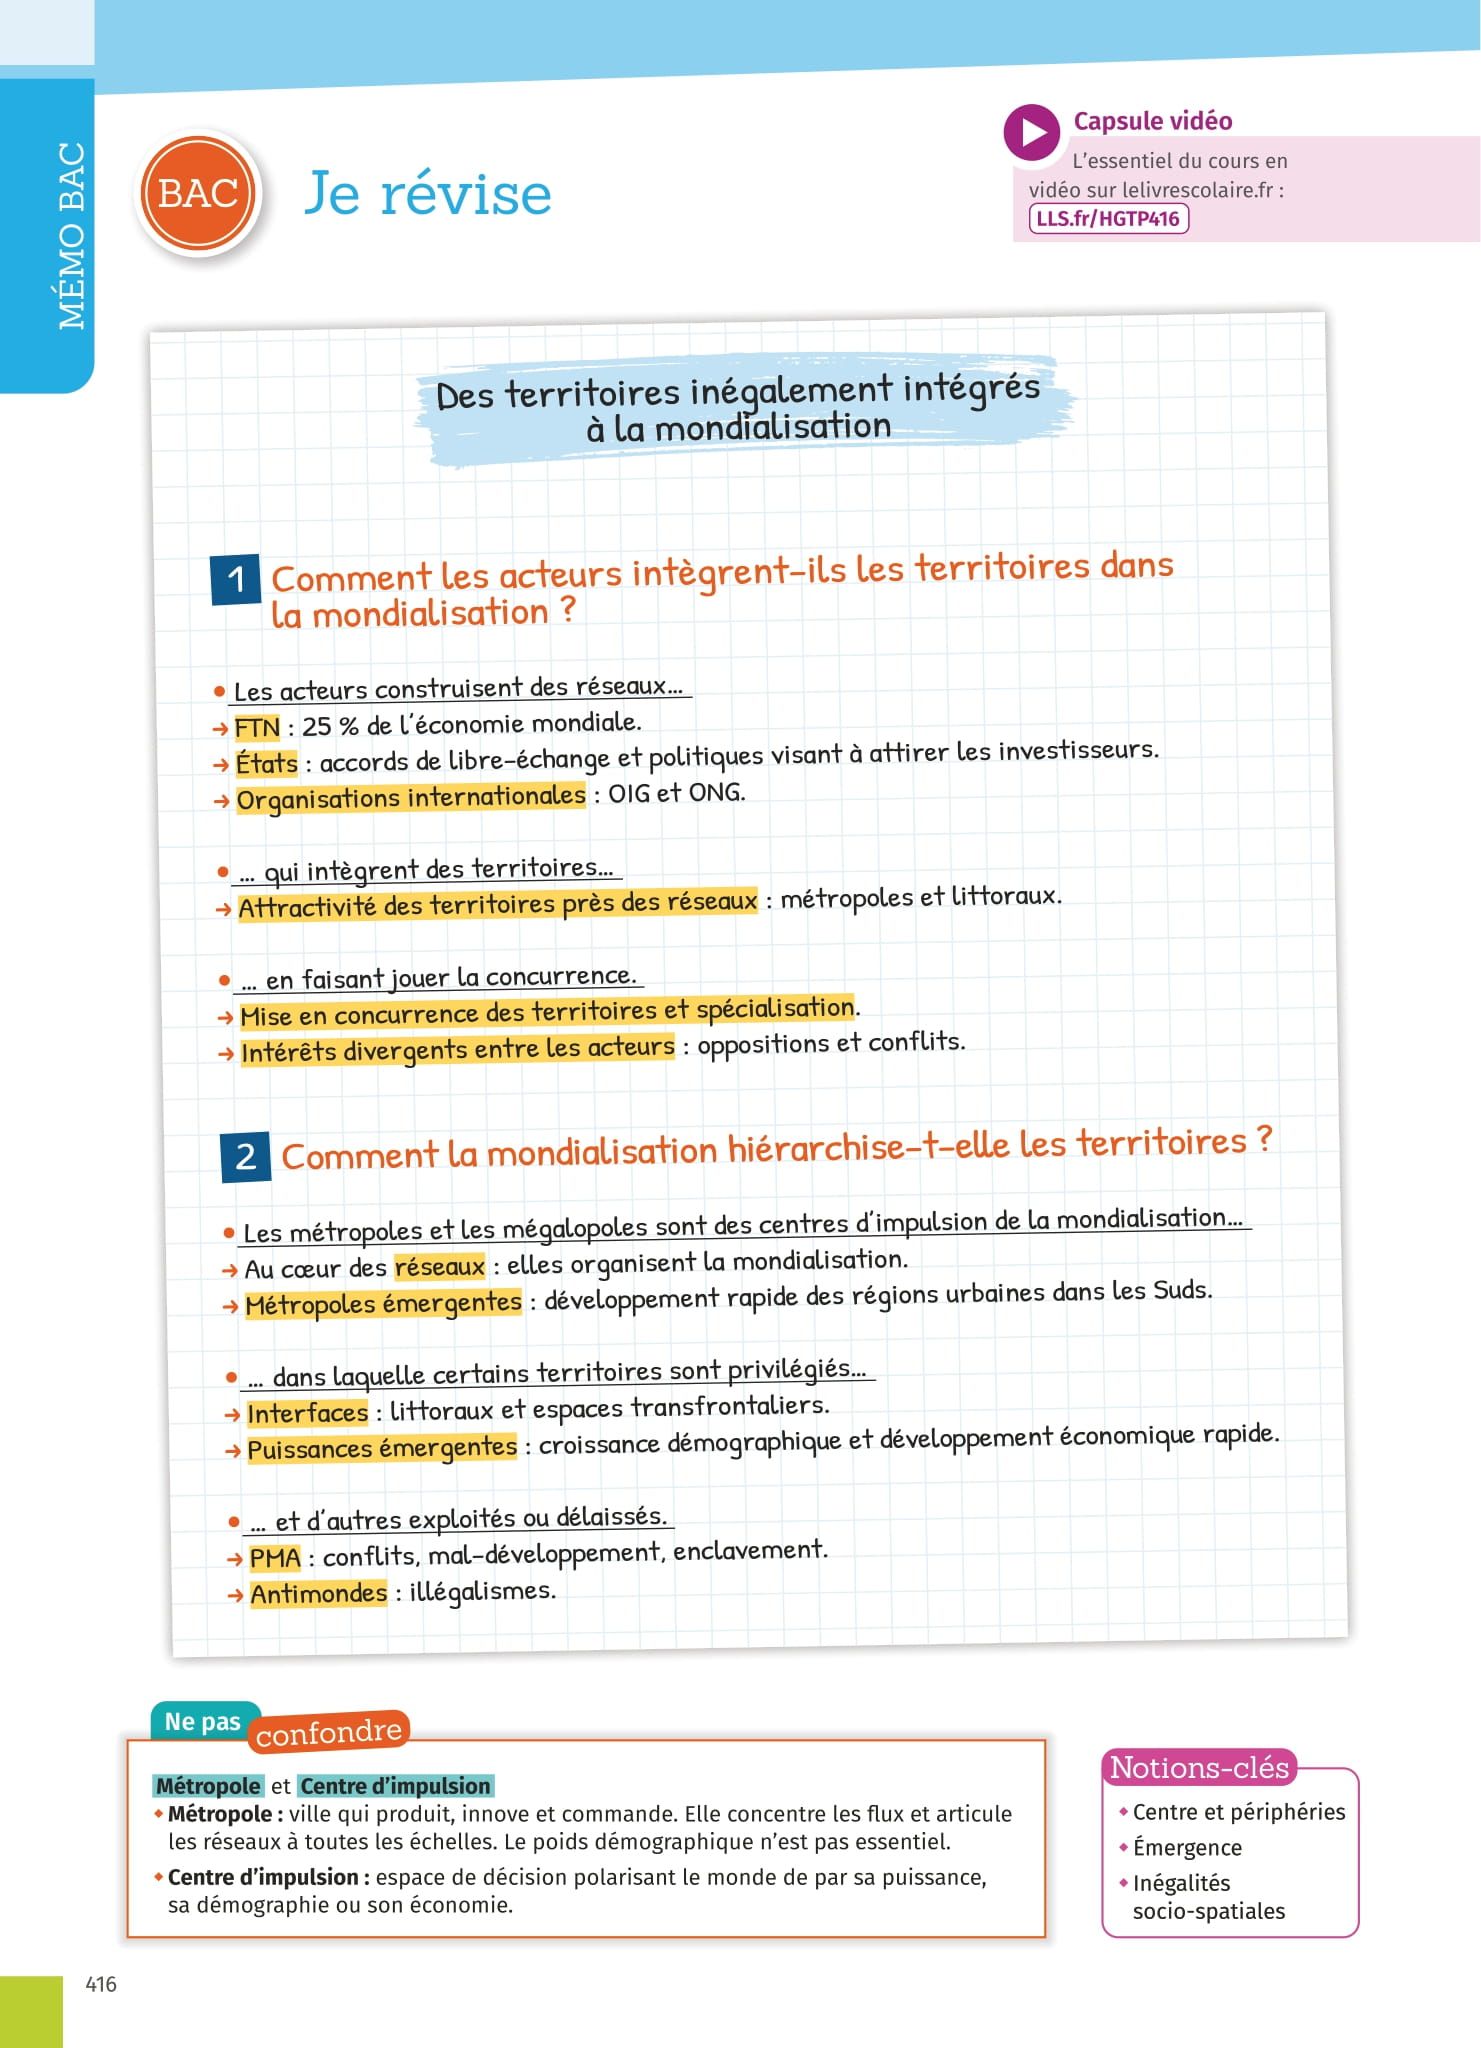 MÉMO BAC
BAC
Je révise
Capsule vidéo
L'essentiel du cours en
vidéo sur lelivrescolaire.fr :
LLS.fr/HGTP416
Des territoires inégalement intégrés
à la mondialisation
1 Comment les acteurs intègrent-ils les territoires dans
la mondialisation ?
• Les acteurs construisent des réseaux...
→ FTN : 25 % de l'économie mondiale.
→ États : accords de libre-échange et politiques visant à attirer les investisseurs.
→ Organisations internationales : OIG et ONG.
• ... qui intègrent des territoires...
→ Attractivité des territoires près des réseaux : métropoles et littoraux.
• ... en faisant jouer la concurrence.
→ Mise en concurrence des territoires et spécialisation.
→ Intérêts divergents entre les acteurs : oppositions et conflits.
2 Comment la mondialisation hiérarchise-t-elle les territoires ?
• Les métropoles et les mégalopoles sont des centres d'impulsion de la mondialisation...
→ Au cœur des réseaux : elles organisent la mondialisation.
→ Métropoles émergentes : développement rapide des régions urbaines dans les Suds.
• ... dans laquelle certains territoires sont privilégiés...
→ Interfaces : littoraux et espaces transfrontaliers.
→ Puissances émergentes : croissance démographique et développement économique rapide.
• ... et d'autres exploités ou délaissés.
→ PMA : conflits, mal-développement, enclavement.
→ Antimondes : illégalismes.
Ne pas confondre
Métropole et Centre d'impulsion
• Métropole : ville qui produit, innove et commande. Elle concentre les flux et articule
les réseaux à toutes les échelles. Le poids démographique n'est pas essentiel.
• Centre d'impulsion : espace de décision polarisant le monde de par sa puissance,
sa démographie ou son économie.
Notions-clés
• Centre et périphéries
• Émergence
• Inégalités
socio-spatiales
416